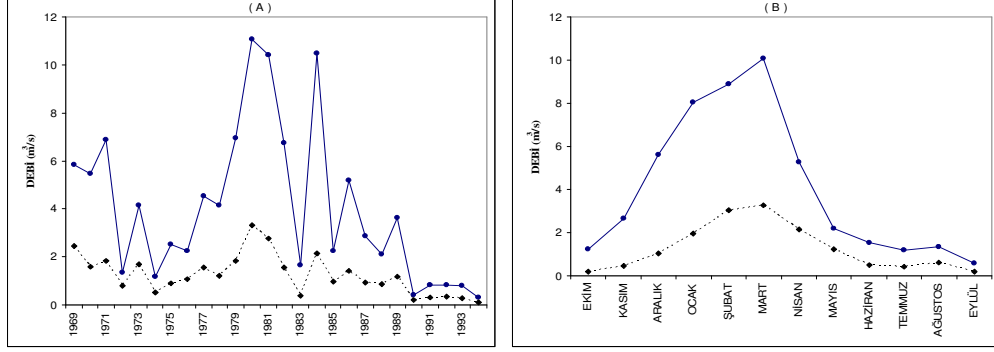 ( A )
12
10
8
6
4
2
0
DEBİ (m³/s)
1969
1971
1973
1975
1977
1979
1981
1983
1985
1987
1989
1991
1993
( B )
12
10
8
6
4
2
0
DEBİ (m³/s)
EKİM
KASIM
ARALIK
OCAK
ŞUBAT
MART
NİSAN
MAYIS
HAZİRAN
TEMMUZ
AĞUSTOS
EYLÜL